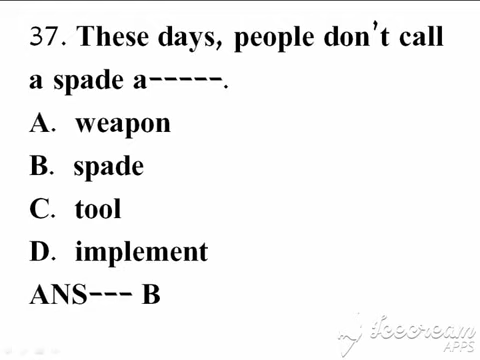 37. These days, people don't call
a spade a-----.
A. weapon
B. spade
C. tool
D. implement
ANS--- B
Icecream
APPS